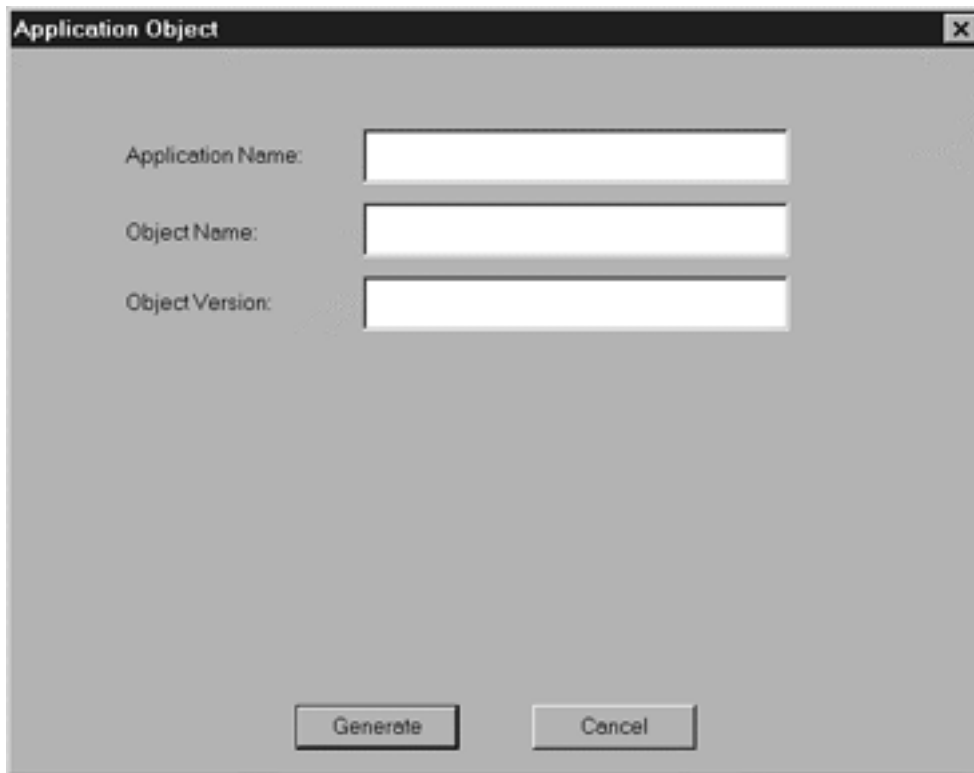 Application Object
Application Name:
Object Name:
Object Version:
Generate
Cancel